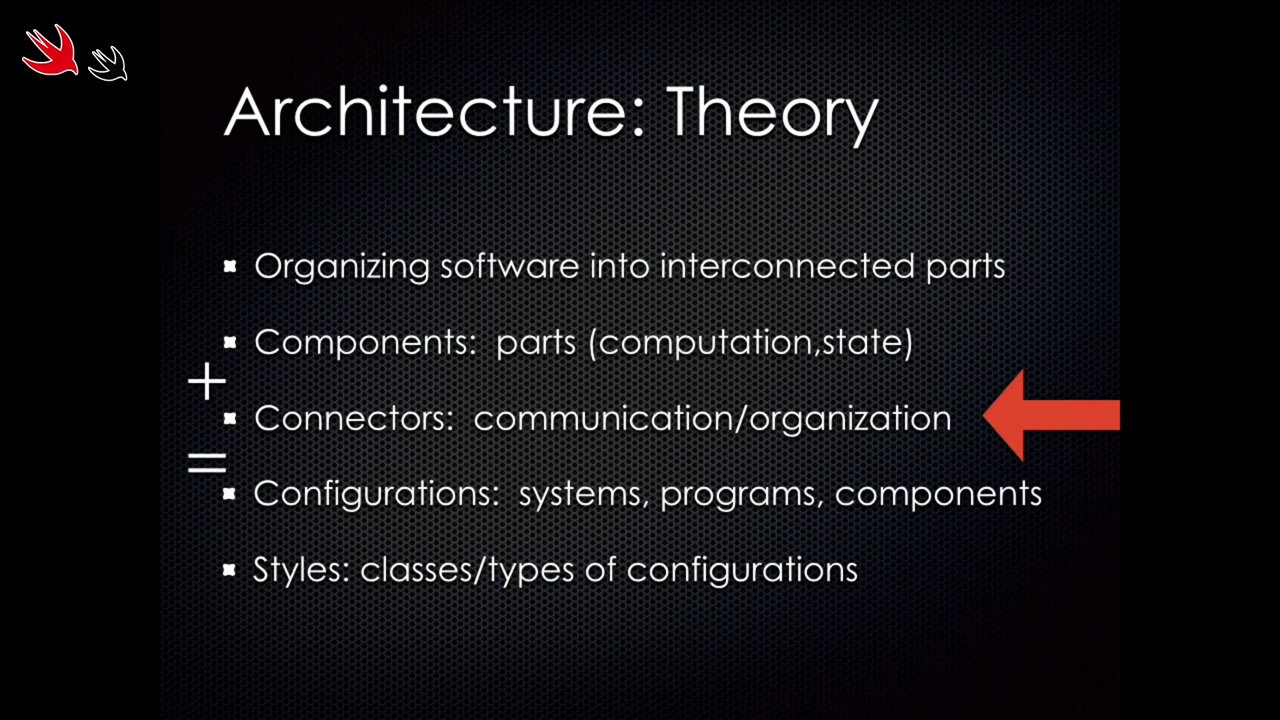 Architecture: Theory
Organizing software into interconnected parts
Components: parts (computation,state)
+
Connectors: communication/organization
=
Configurations: systems, programs, components
Styles: classes/types of configurations